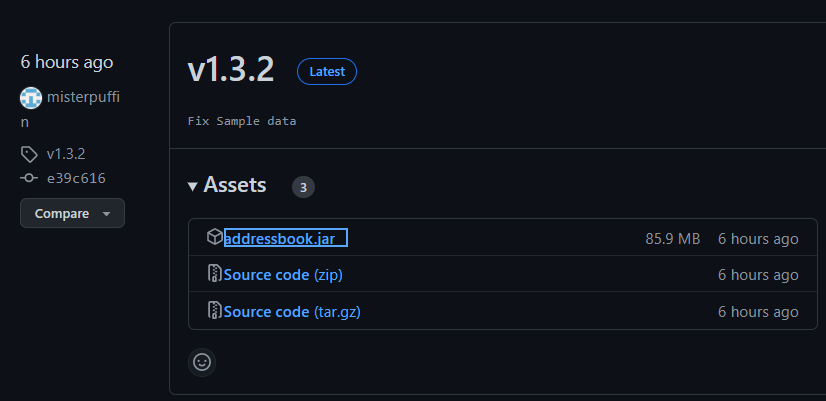 6 hours ago
misterpuffi
n
v1.3.2
e39c616
Compare
v1.3.2 Latest
Fix Sample data
Assets 3
addressbook.jar 85.9 MB 6 hours ago
Source code (zip) 6 hours ago
Source code (tar.gz) 6 hours ago